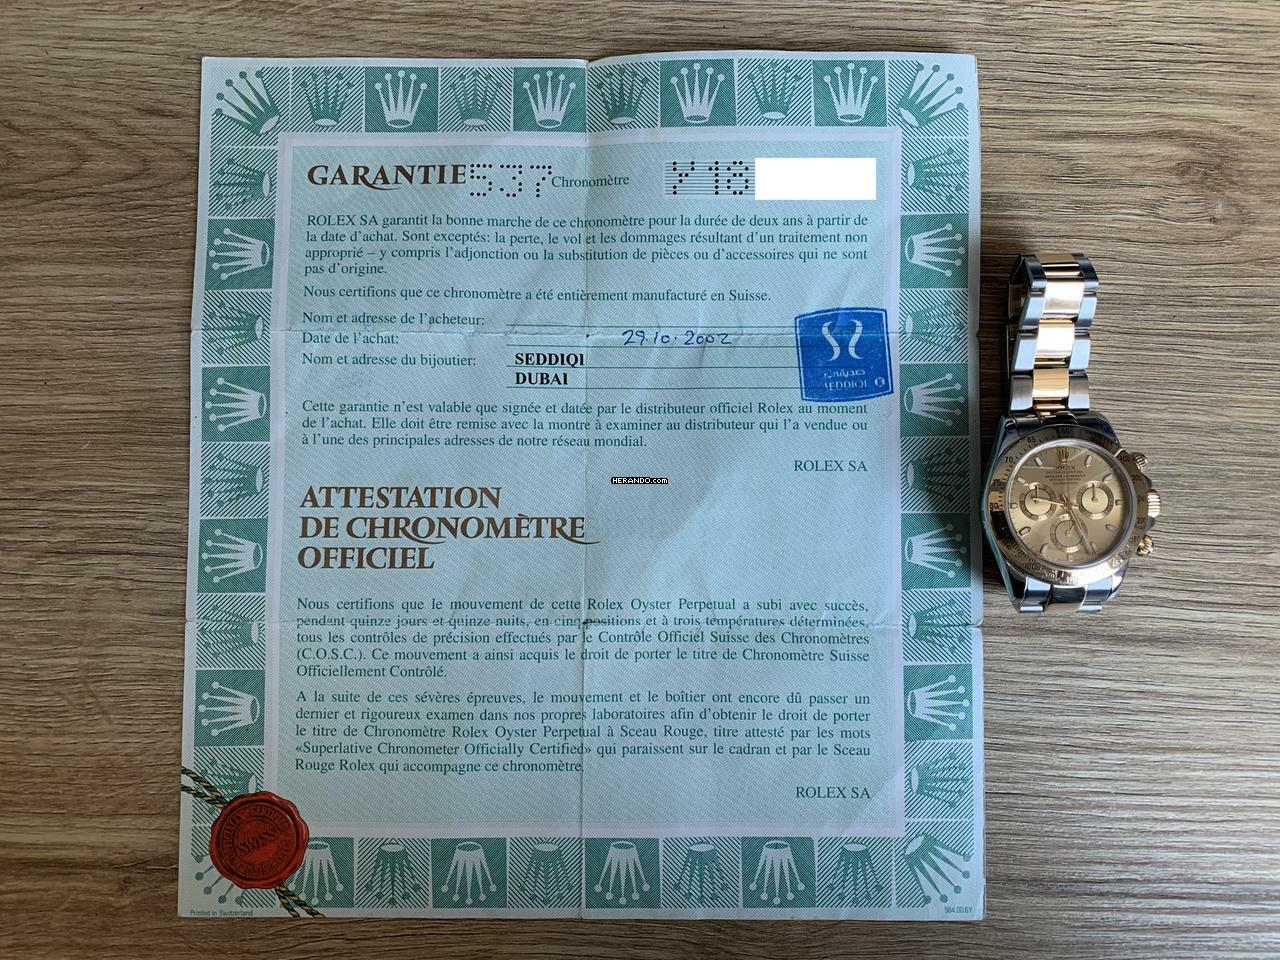 GARANTIE 537 Chronomètre Y18
ROLEX SA garantit la bonne marche de ce chronomètre pour la durée de deux ans à partir de
la date d'achat. Sont exceptés: la perte, le vol et les dommages résultant d'un traitement non
approprié – y compris l'adjonction ou la substitution de pièces ou d'accessoires qui ne sont
pas d'origine.
Nous certifions que ce chronomètre a été entièrement manufacturé en Suisse.
Nom et adresse de l'acheteur:
Date de l'achat: 29.10.2002
Nom et adresse du bijoutier: SEDDIQI
DUBAI
صديقي
SEDDIQI
Cette garantie n'est valable que signée et datée par le distributeur officiel Rolex au moment
de l'achat. Elle doit être remise avec la montre à examiner au distributeur qui l'a vendue ou
à l'une des principales adresses de notre réseau mondial.
ROLEX SA
HERANDO.com
ATTESTATION
DE CHRONOMÈTRE
OFFICIEL
Nous certifions que le mouvement de cette Rolex Oyster Perpetual a subi avec succès,
pendant quinze jours et quinze nuits, en cinq positions et à trois températures déterminées,
tous les contrôles de précision effectués par le Contrôle Officiel Suisse des Chronomètres
(C.O.S.C.). Ce mouvement a ainsi acquis le droit de porter le titre de Chronomètre Suisse
Officiellement Contrôlé.
A la suite de ces sévères épreuves, le mouvement et le boîtier ont encore dû passer un
dernier et rigoureux examen dans nos propres laboratoires afin d'obtenir le droit de porter
le titre de Chronomètre Rolex Oyster Perpetual à Sceau Rouge, titre attesté par les mots
«Superlative Chronometer Officially Certified» qui paraissent sur le cadran et par le Sceau
Rouge Rolex qui accompagne ce chronomètre.
ROLEX SA
SWISS
Printed in Switzerland
564.00.6Y
ROLEX